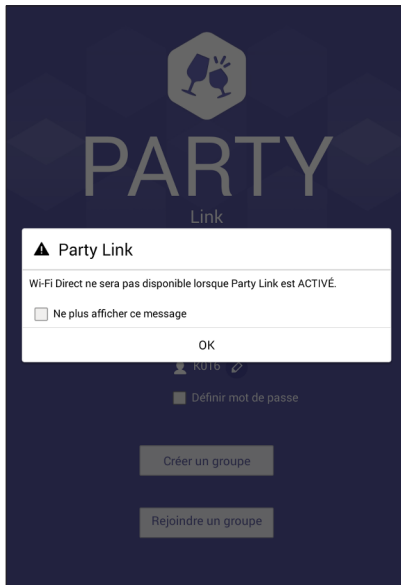 PARTY
Link
Party Link
Wi-Fi Direct ne sera pas disponible lorsque Party Link est ACTIVÉ.
Ne plus afficher ce message
OK
K016
Définir mot de passe
Créer un groupe
Rejoindre un groupe